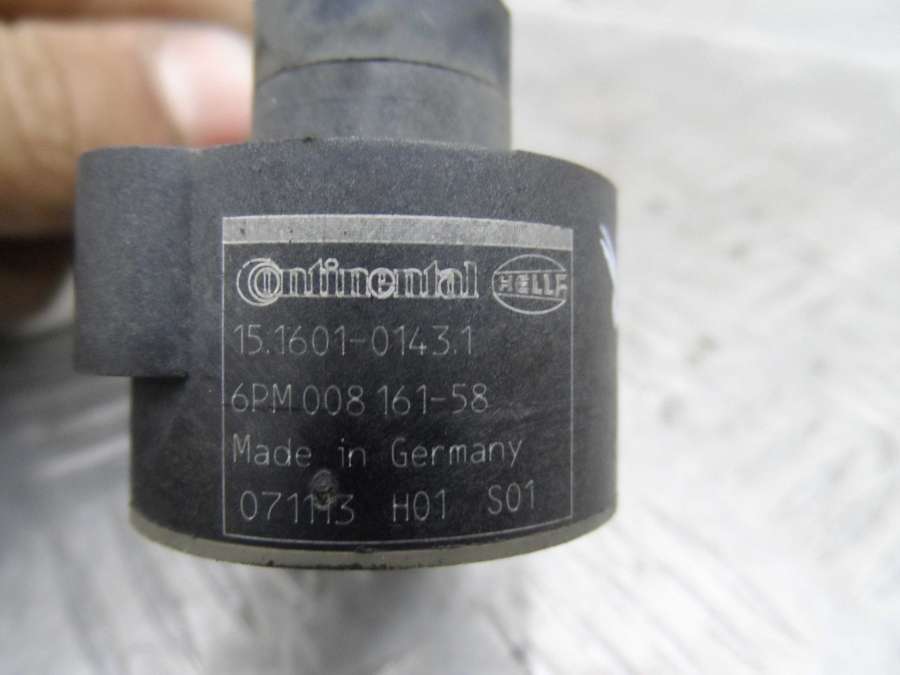 Continental HELLA
15.1601-0143.1
6PM 008 161-58
Made in Germany
071113 H01 S01